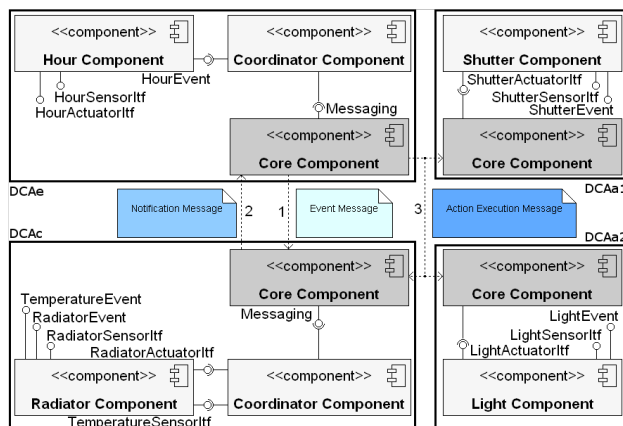 <<component>>
Hour Component
HourEvent
HourSensorItf
HourActuatorItf
<<component>>
Coordinator Component
Messaging
<<component>>
Core Component
DCAe
<<component>>
Shutter Component
ShutterActuatorItf
ShutterSensorItf
ShutterEvent
<<component>>
Core Component
DCAa1
Notification Message
2
1
Event Message
3
Action Execution Message
DCAc
<<component>>
Core Component
Messaging
TemperatureEvent
RadiatorEvent
RadiatorSensorItf
RadiatorActuatorItf
<<component>>
Radiator Component
TemperatureSensorItf
<<component>>
Coordinator Component
DCAa2
<<component>>
Core Component
LightEvent
LightSensorItf
LightActuatorItf
<<component>>
Light Component